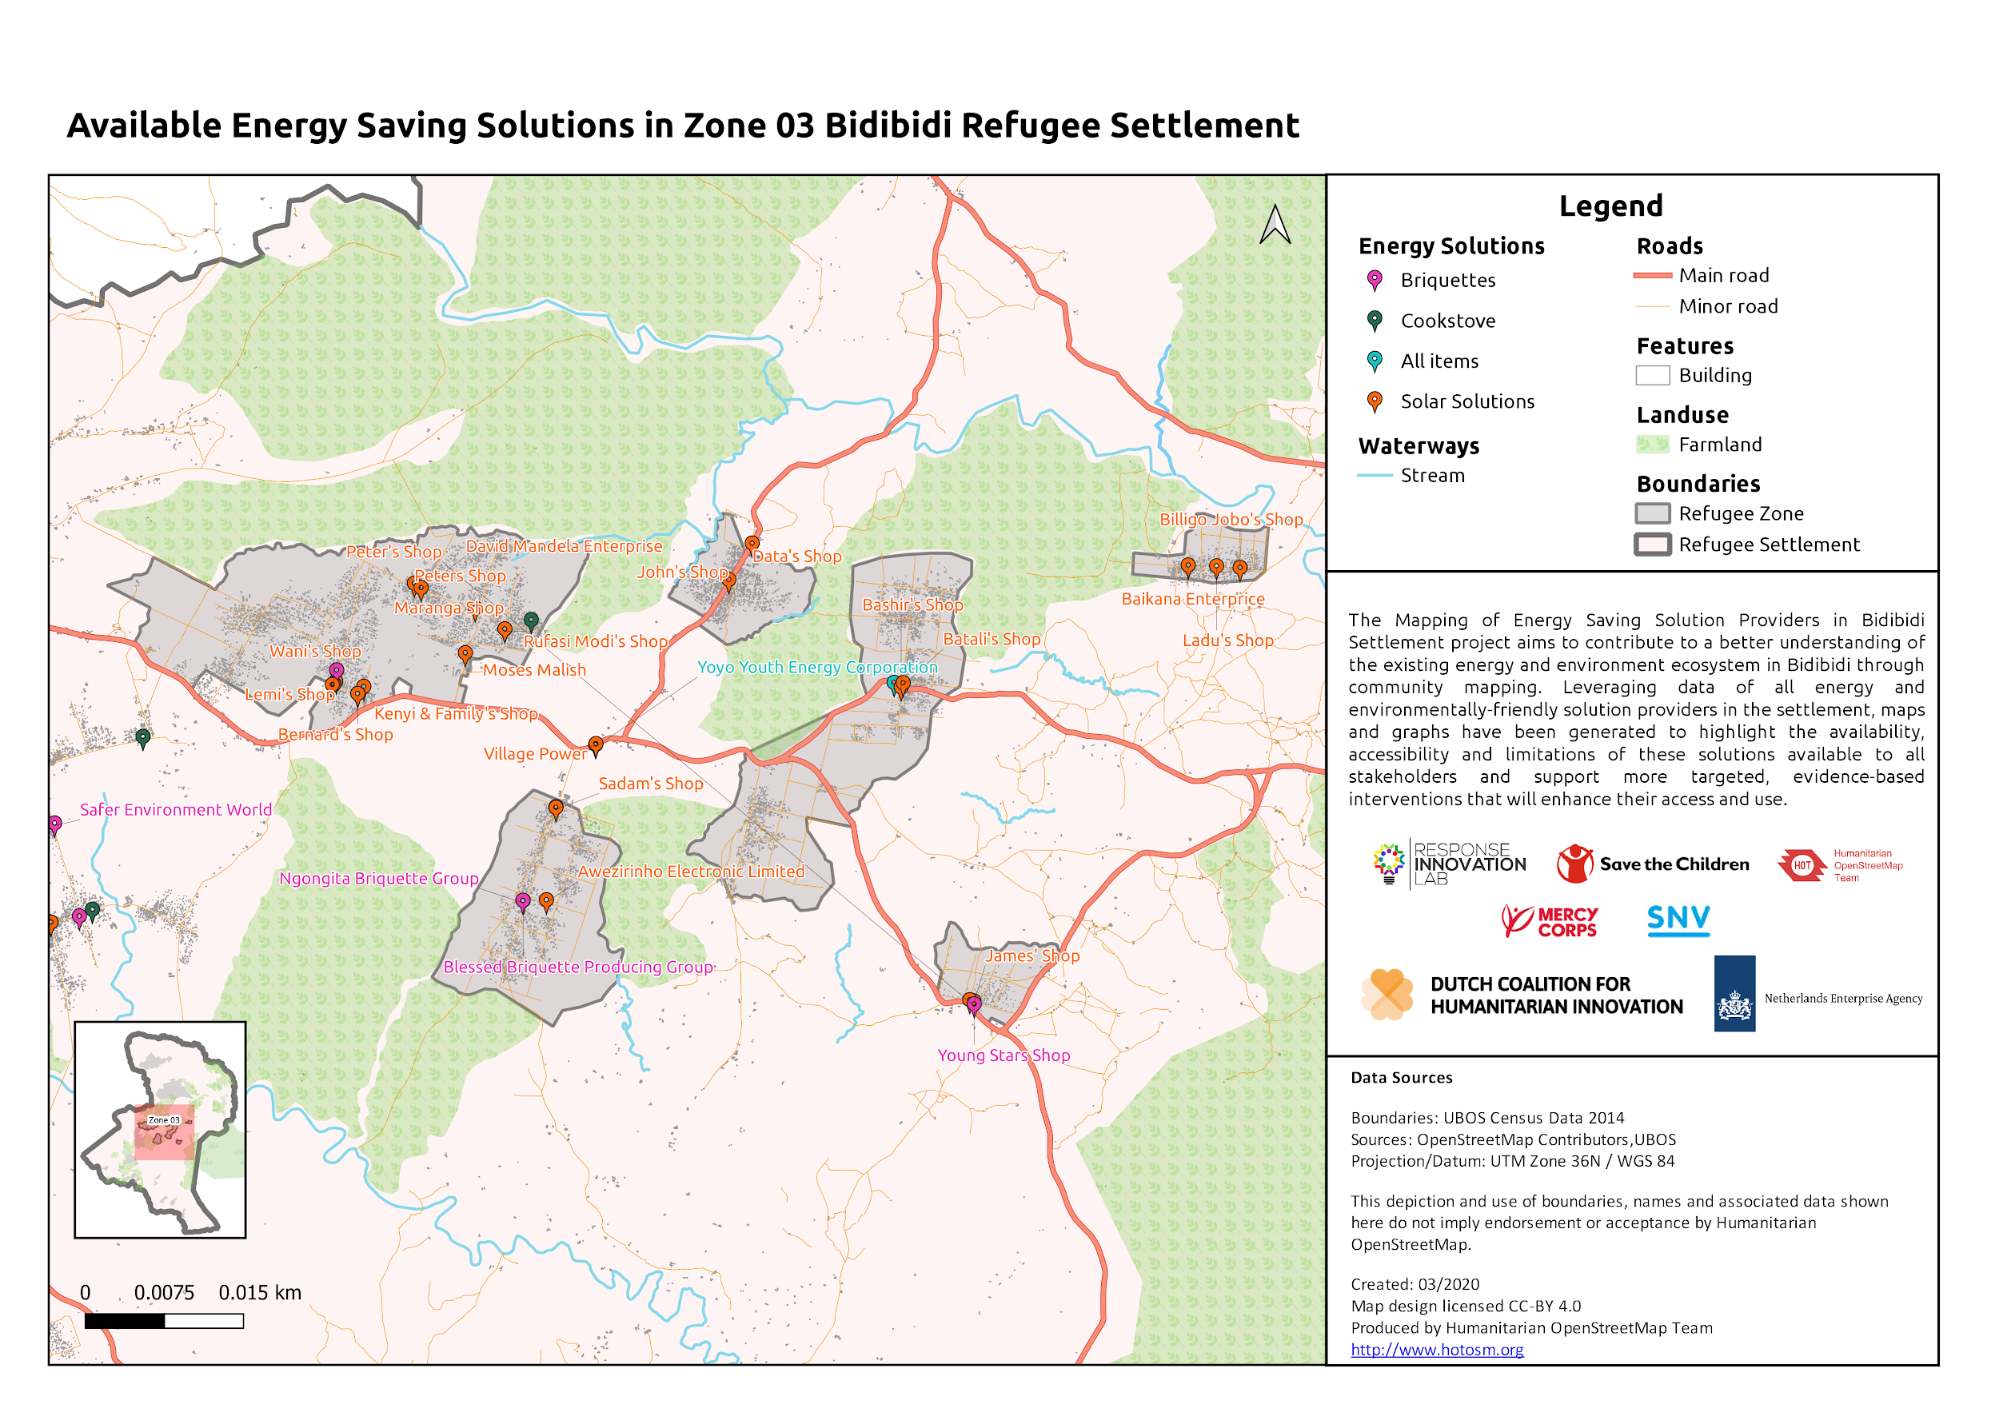 Available Energy Saving Solutions in Zone 03 Bidibidi Refugee Settlement
Billigo Jobo's Shop
Peter's Shop
David Mandela Enterprise
Data's Shop
John's Shop
Peters Shop
Baikana Enterprice
Maranga Shop
Bashir's Shop
Rufasi Modi's Shop
Batali's Shop
Ladu's Shop
Wani's Shop
Moses Malish
Yoyo Youth Energy Corporation
Lemi's Shop
Kenyi & Family's Shop
Bernard's Shop
Village Power
Sadam's Shop
Safer Environment World
Ngongita Briquette Group
Awezirinho Electronic Limited
Blessed Briquette Producing Group
James' Shop
Young Stars Shop
Zone 03
0 0.0075 0.015 km
Legend
Energy Solutions
Briquettes
Cookstove
All items
Solar Solutions
Waterways
Stream
Roads
Main road
Minor road
Features
Building
Landuse
Farmland
Boundaries
Refugee Zone
Refugee Settlement
The Mapping of Energy Saving Solution Providers in Bidibidi
Settlement project aims to contribute to a better understanding of
the existing energy and environment ecosystem in Bidibidi through
community mapping. Leveraging data of all energy and
environmentally-friendly solution providers in the settlement, maps
and graphs have been generated to highlight the availability,
accessibility and limitations of these solutions available to all
stakeholders and support more targeted, evidence-based
interventions that will enhance their access and use.
RESPONSE
INNOVATION
LAB
Save the Children
HOT
Humanitarian
OpenStreetMap
Team
MERCY
CORPS
SNV
DUTCH COALITION FOR
HUMANITARIAN INNOVATION
Netherlands Enterprise Agency
Data Sources
Boundaries: UBOS Census Data 2014
Sources: OpenStreetMap Contributors,UBOS
Projection/Datum: UTM Zone 36N / WGS 84
This depiction and use of boundaries, names and associated data shown
here do not imply endorsement or acceptance by Humanitarian
OpenStreetMap.
Created: 03/2020
Map design licensed CC-BY 4.0
Produced by Humanitarian OpenStreetMap Team
http://www.hotosm.org